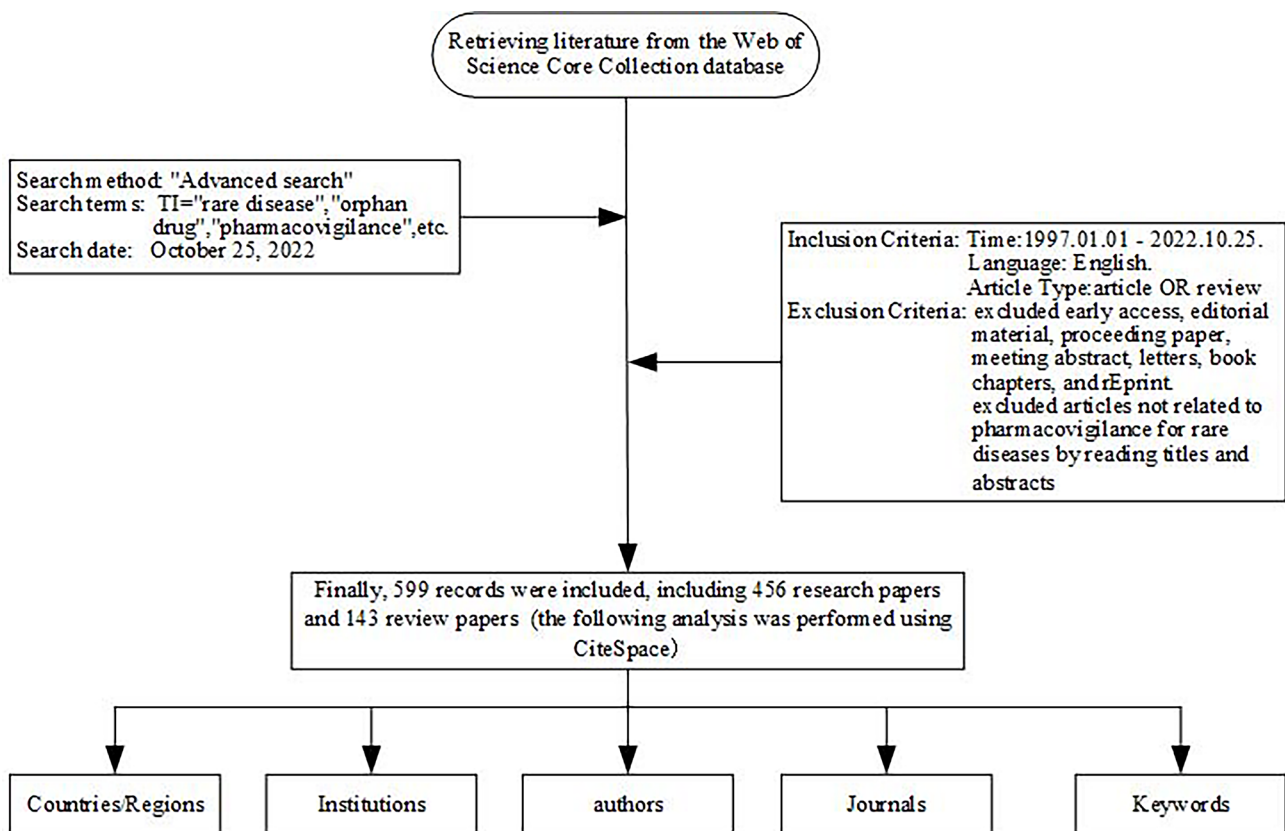 Retrieving literature from the Web of
Science Core Collection database
Search method: "Advanced search"
Search terms: TI="rare disease","orphan
drug","pharmacovigilance",etc.
Search date: October 25, 2022
Inclusion Criteria: Time:1997.01.01 - 2022.10.25.
Language: English.
Article Type:article OR review
Exclusion Criteria: excluded early access, editorial
material, proceeding paper,
meeting abstract, letters, book
chapters, and rEprint.
excluded articles not related to
pharmacovigilance for rare
diseases by reading titles and
abstracts
Finally, 599 records were included, including 456 research papers
and 143 review papers (the following analysis was performed using
CiteSpace)
Countries/Regions
Institutions
authors
Journals
Keywords